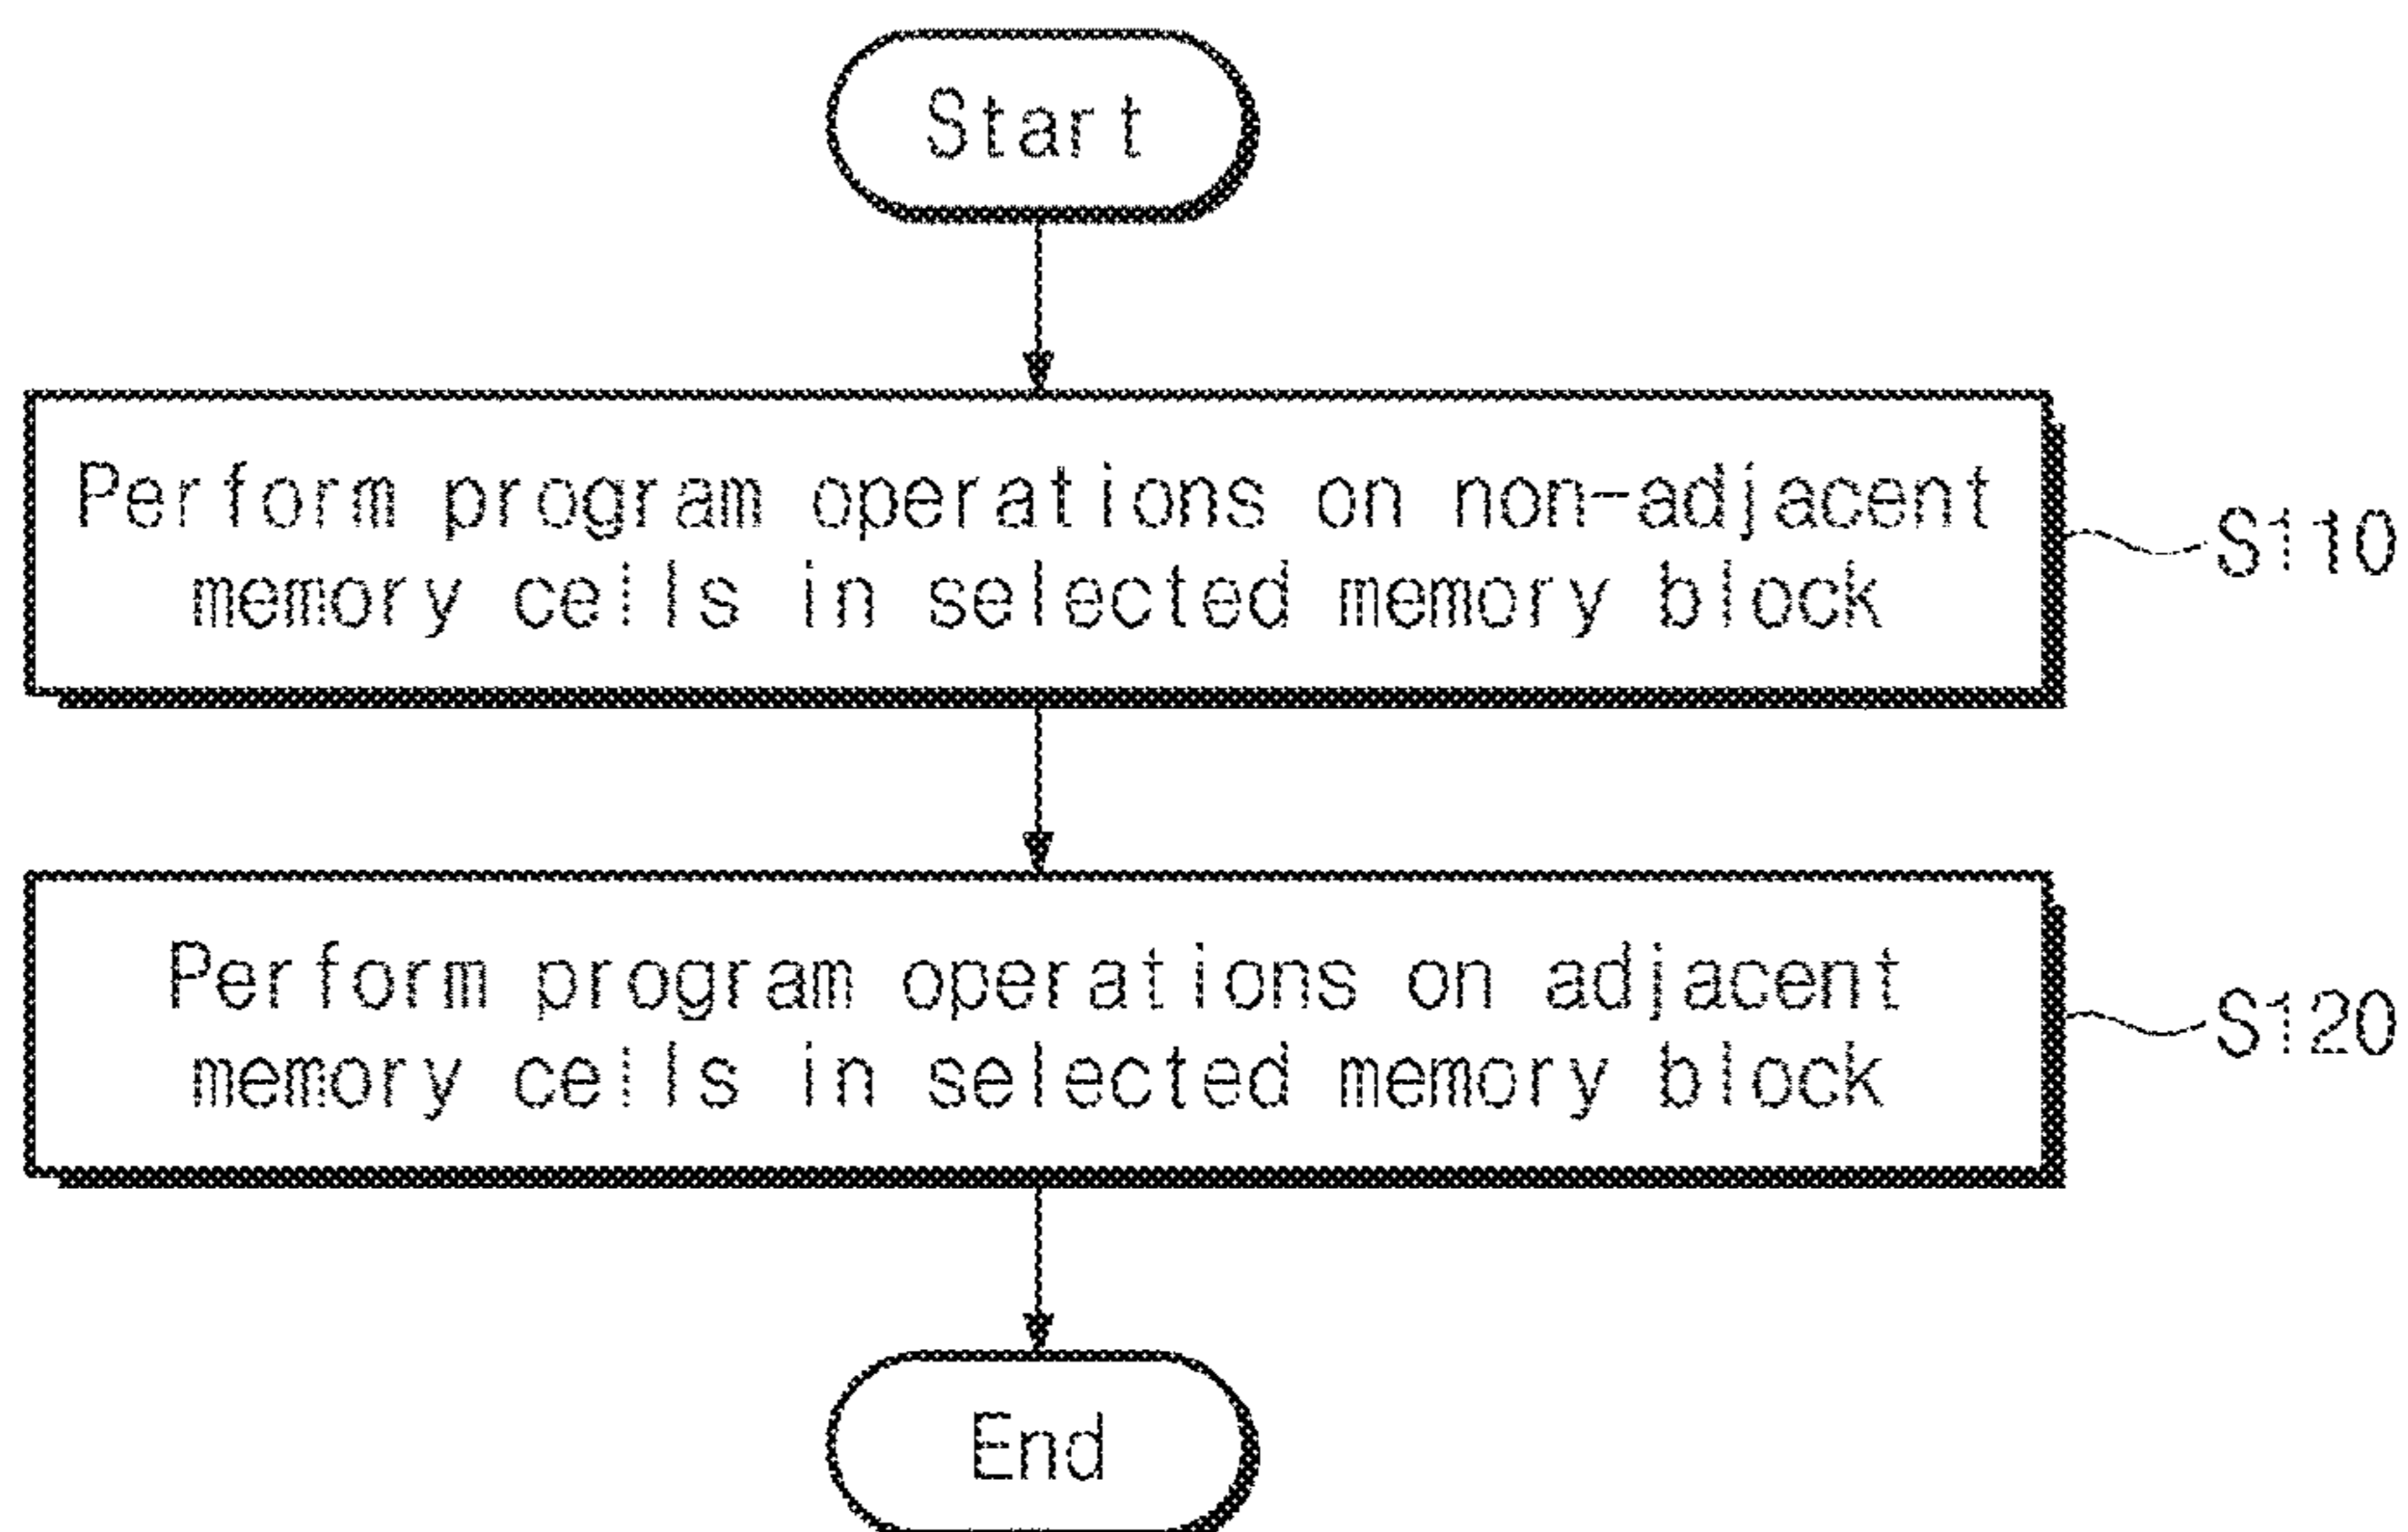 Start
Perform program operations on non-adjacent
memory cells in selected memory block
S110
Perform program operations on adjacent
memory cells in selected memory block
S120
End